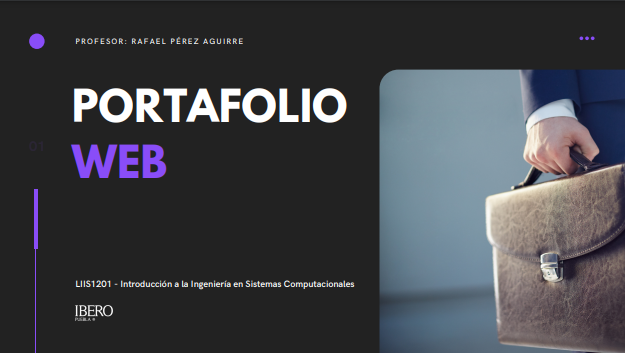 PROFESOR: RAFAEL PÉREZ AGUIRRE
PORTAFOLIO
WEB
01
LIIS1201 - Introducción a la Ingeniería en Sistemas Computacionales
IBERO
PUEBLA